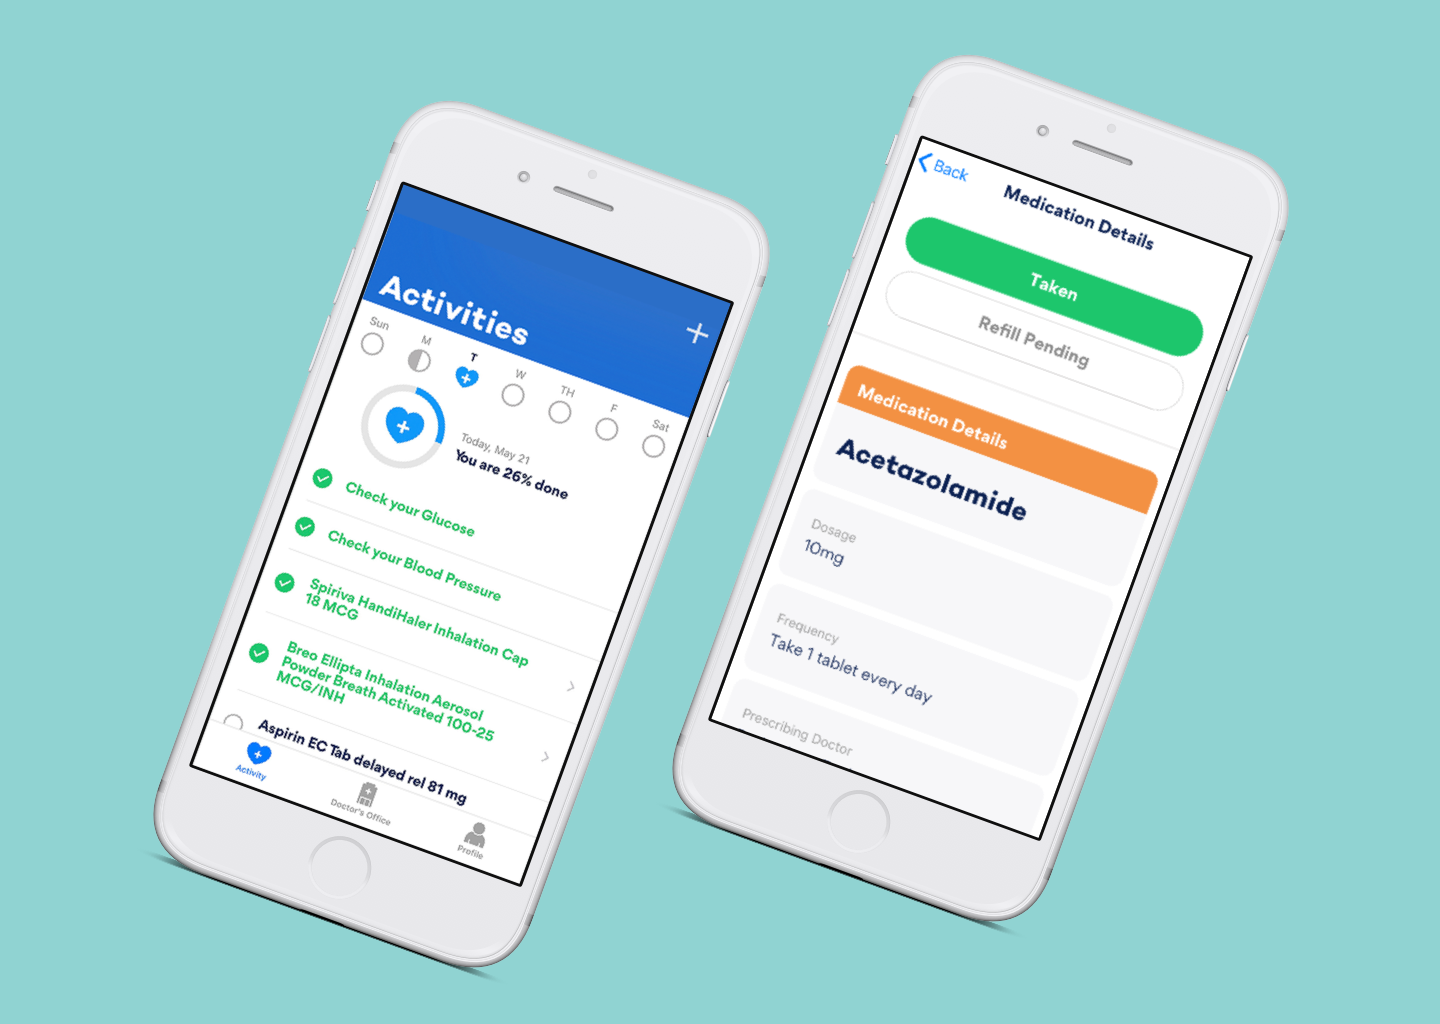 Activities
Sun
M
T
W
TH
F
Sat
Today, May 21
You are 26% done
Check your Glucose
Check your Blood Pressure
Spiriva HandiHaler Inhalation Cap
18 MCG
Breo Ellipta Inhalation Aerosol
Powder Breath Activated 100-25
MCG/INH
Aspirin EC Tab delayed rel 81 mg
Activity
Doctor's Office
Profile
Back
Medication Details
Taken
Refill Pending
Medication Details
Acetazolamide
Dosage
10mg
Frequency
Take 1 tablet every day
Prescribing Doctor